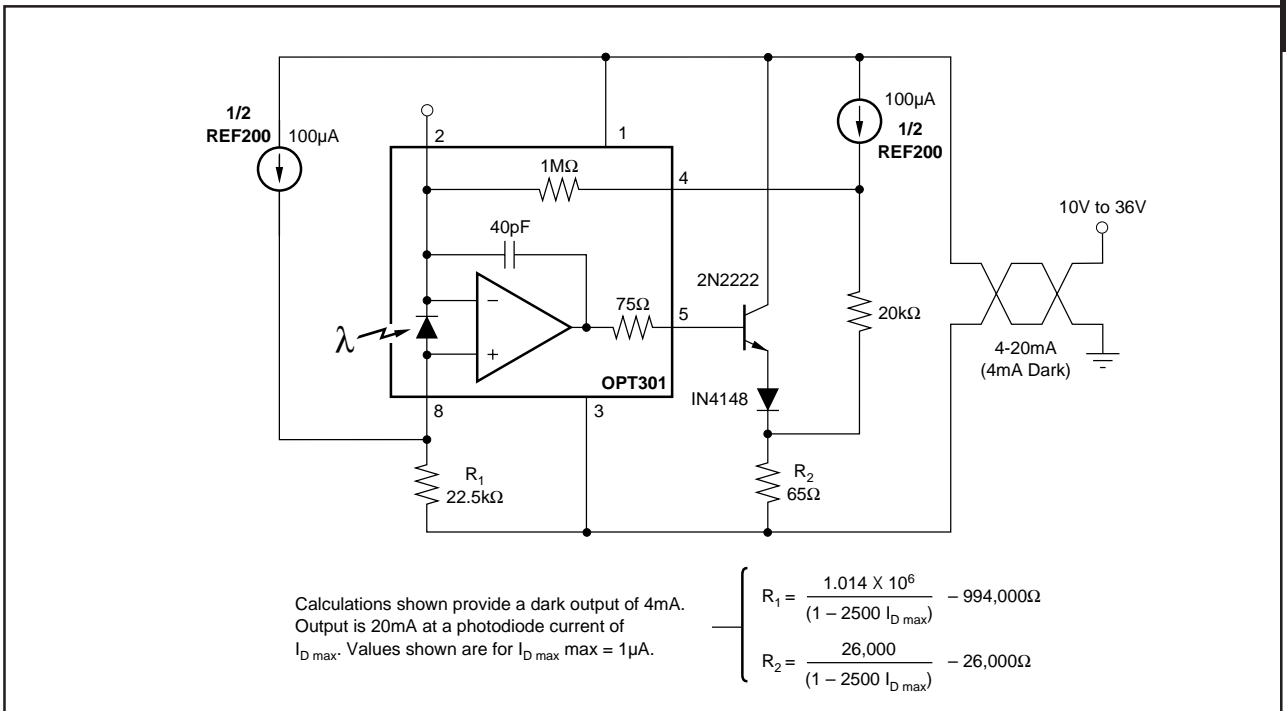 1/2
REF200
100µA
2
1
100µA
1/2
REF200
1MΩ
4
40pF
10V to 36V
2N2222
75Ω
5
20kΩ
λ
–
+
4-20mA
(4mA Dark)
OPT301
IN4148
8
3
R1
22.5kΩ
R2
65Ω
Calculations shown provide a dark output of 4mA.
Output is 20mA at a photodiode current of
ID max. Values shown are for ID max max = 1µA.
R1 = 1.014 X 10⁶ / (1 – 2500 ID max) – 994,000Ω
R2 = 26,000 / (1 – 2500 ID max) – 26,000Ω